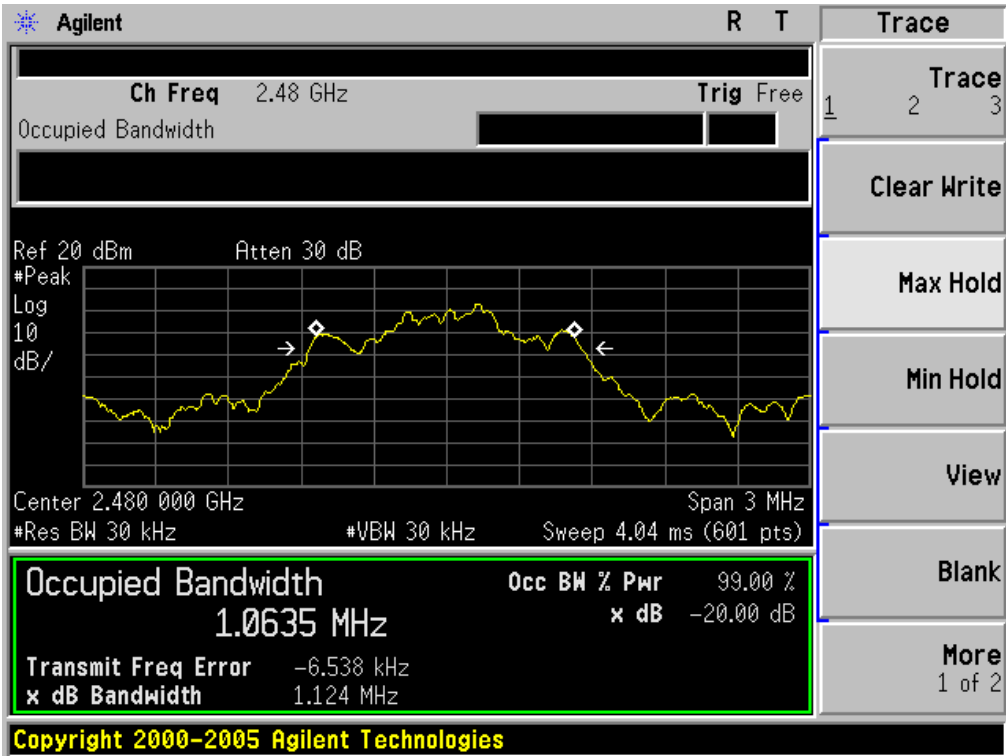 Agilent R T
Trace
Ch Freq 2.48 GHz Trig Free
Occupied Bandwidth
Ref 20 dBm Atten 30 dB
#Peak
Log
10
dB/
Center 2.480 000 GHz Span 3 MHz
#Res BW 30 kHz #VBW 30 kHz Sweep 4.04 ms (601 pts)
Occupied Bandwidth
1.0635 MHz
Occ BW % Pwr 99.00 %
x dB -20.00 dB
Transmit Freq Error -6.538 kHz
x dB Bandwidth 1.124 MHz
Copyright 2000-2005 Agilent Technologies
Trace
1 2 3
Clear Write
Max Hold
Min Hold
View
Blank
More
1 of 2